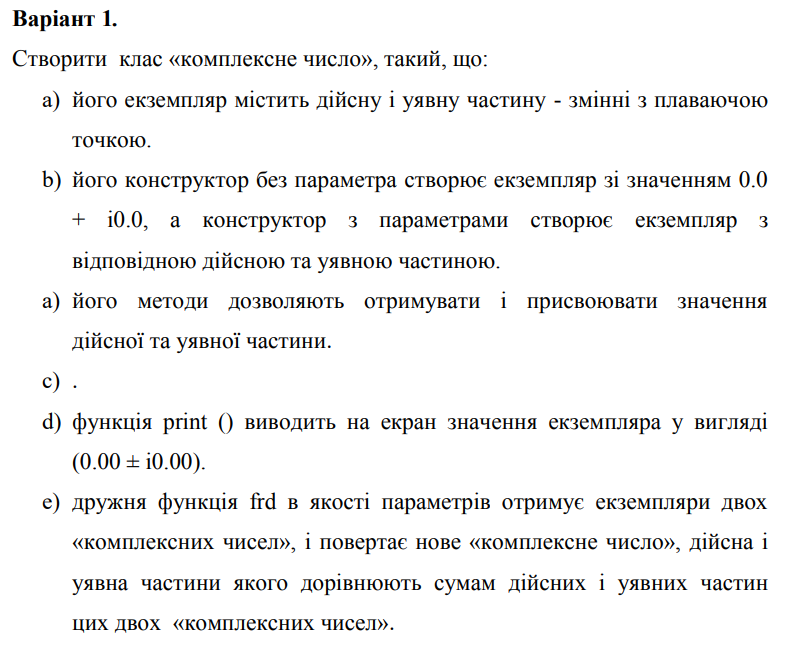 Варіант 1.
Створити клас «комплексне число», такий, що:
a) його екземпляр містить дійсну і уявну частину - змінні з плаваючою
точкою.
b) його конструктор без параметра створює екземпляр зі значенням 0.0
+ i0.0, а конструктор з параметрами створює екземпляр з
відповідною дійсною та уявною частиною.
a) його методи дозволяють отримувати і присвоювати значення
дійсної та уявної частини.
c) .
d) функція print () виводить на екран значення екземпляра у вигляді
(0.00 ± i0.00).
e) дружня функція frd в якості параметрів отримує екземпляри двох
«комплексних чисел», і повертає нове «комплексне число», дійсна і
уявна частини якого дорівнюють сумам дійсних і уявних частин
цих двох «комплексних чисел».